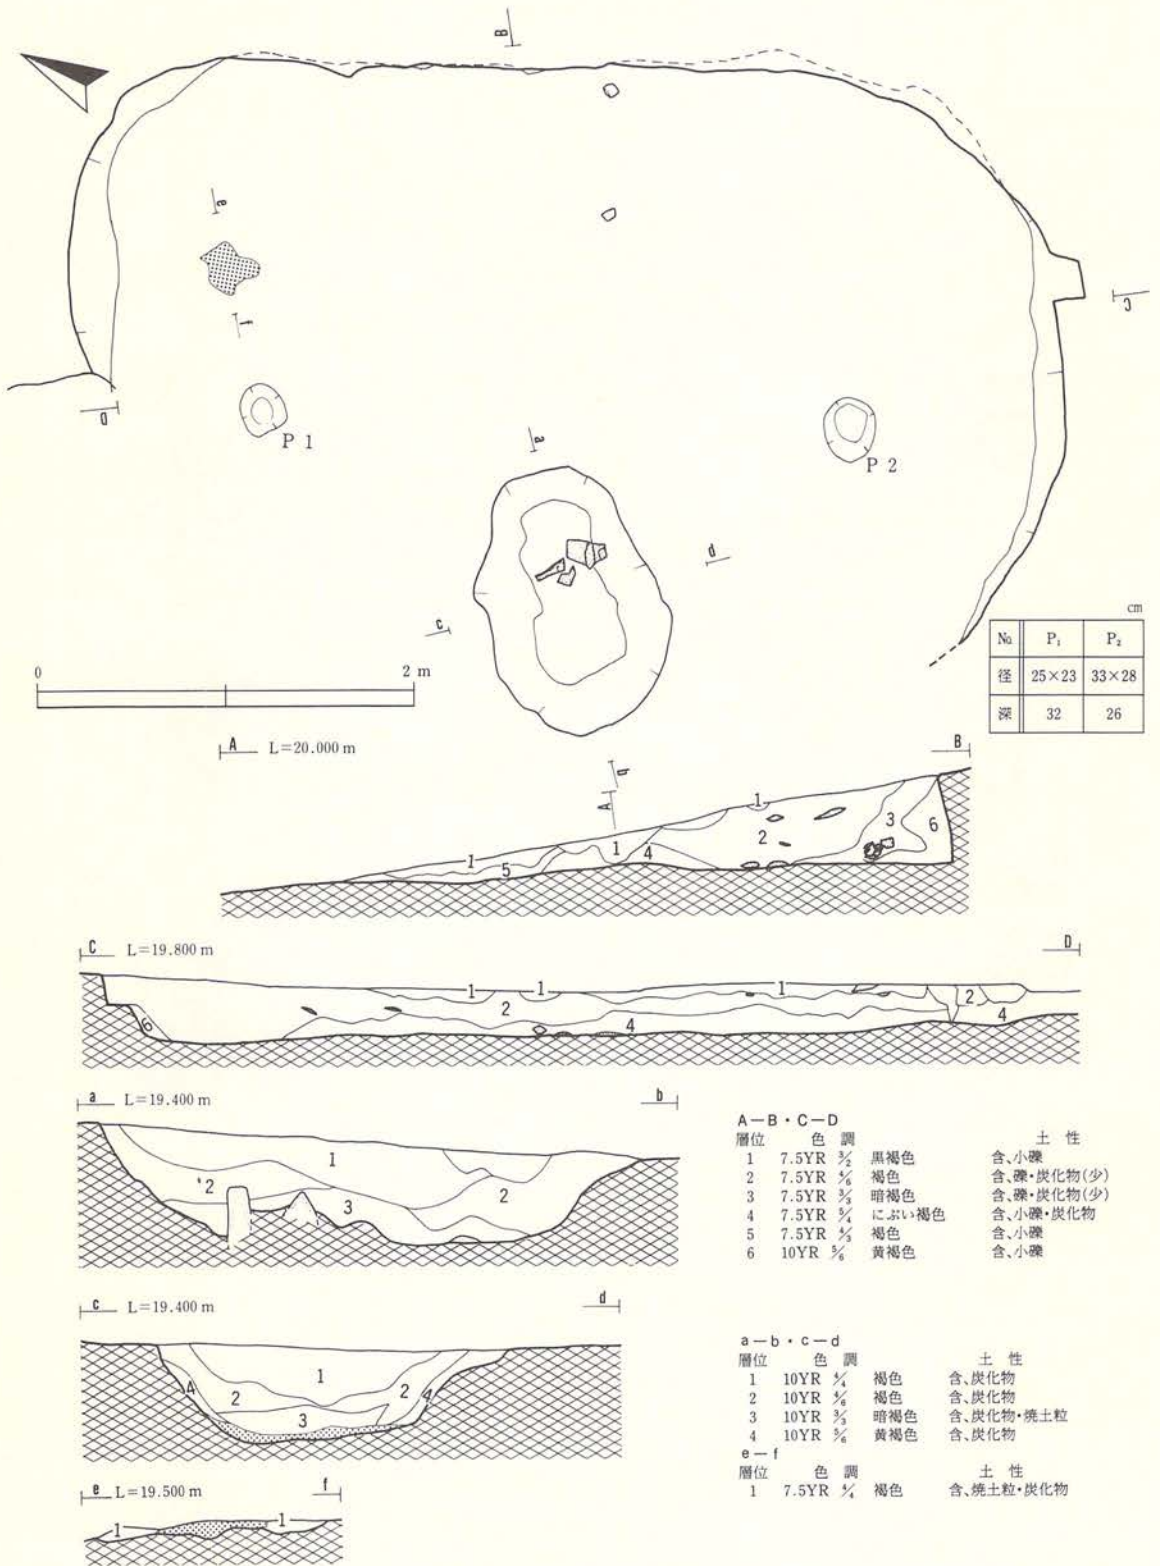 B
e
f
C
D
P 1
a
P 2
d
c
cm
No. P₁ P₂
径 25×23 33×28
深 32 26
0 2 m
A L=20.000 m B
b
A
1 3 6
2
1 4
1
5
C L=19.800 m D
1 1 1
2 2
6 4 4
a L=19.400 m b
1
2 3 2
c L=19.400 m d
1
4 2 2 4
3
e L=19.500 m f
1 1
A—B・C—D
層位 色調 土性
1 7.5YR 3/2 黒褐色 含、小礫
2 7.5YR 4/6 褐色 含、礫・炭化物(少)
3 7.5YR 3/3 暗褐色 含、礫・炭化物(少)
4 7.5YR 5/4 にぶい褐色 含、小礫・炭化物
5 7.5YR 4/3 褐色 含、小礫
6 10YR 5/6 黄褐色 含、小礫
a—b・c—d
層位 色調 土性
1 10YR 4/4 褐色 含、炭化物
2 10YR 4/6 褐色 含、炭化物
3 10YR 3/3 暗褐色 含、炭化物・焼土粒
4 10YR 5/6 黄褐色 含、炭化物
e—f
層位 色調 土性
1 7.5YR 4/4 褐色 含、焼土粒・炭化物